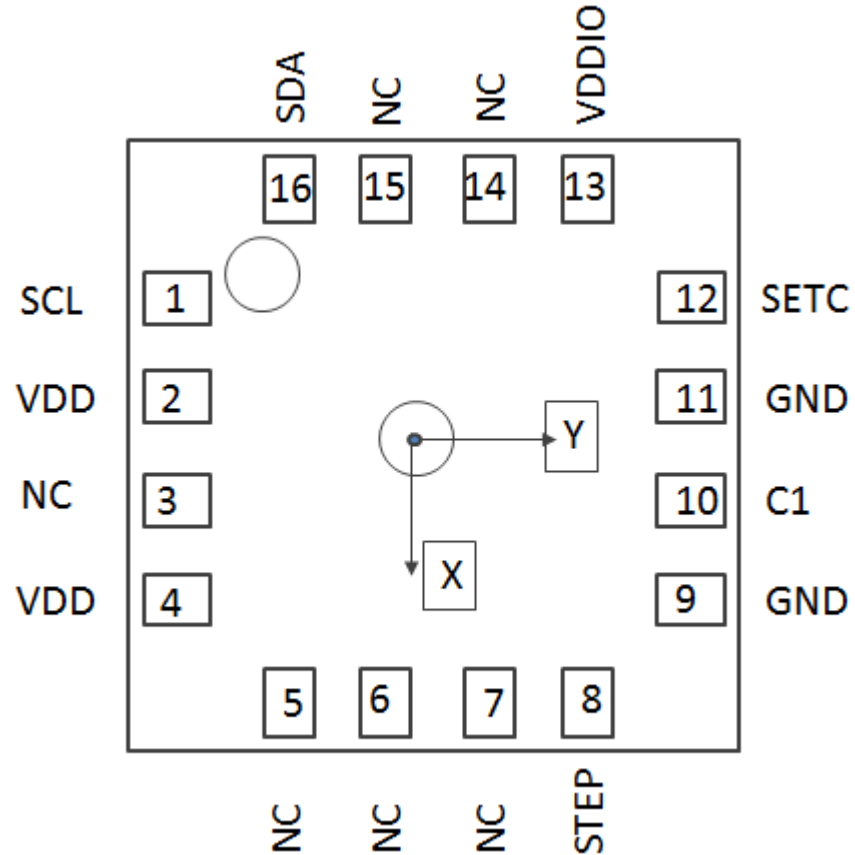 SDA NC NC VDDIO
16 15 14 13
SCL 1 12 SETC
VDD 2 11 GND
Y
NC 3 10 C1
X
VDD 4 9 GND
5 6 7 8
NC NC NC STEP